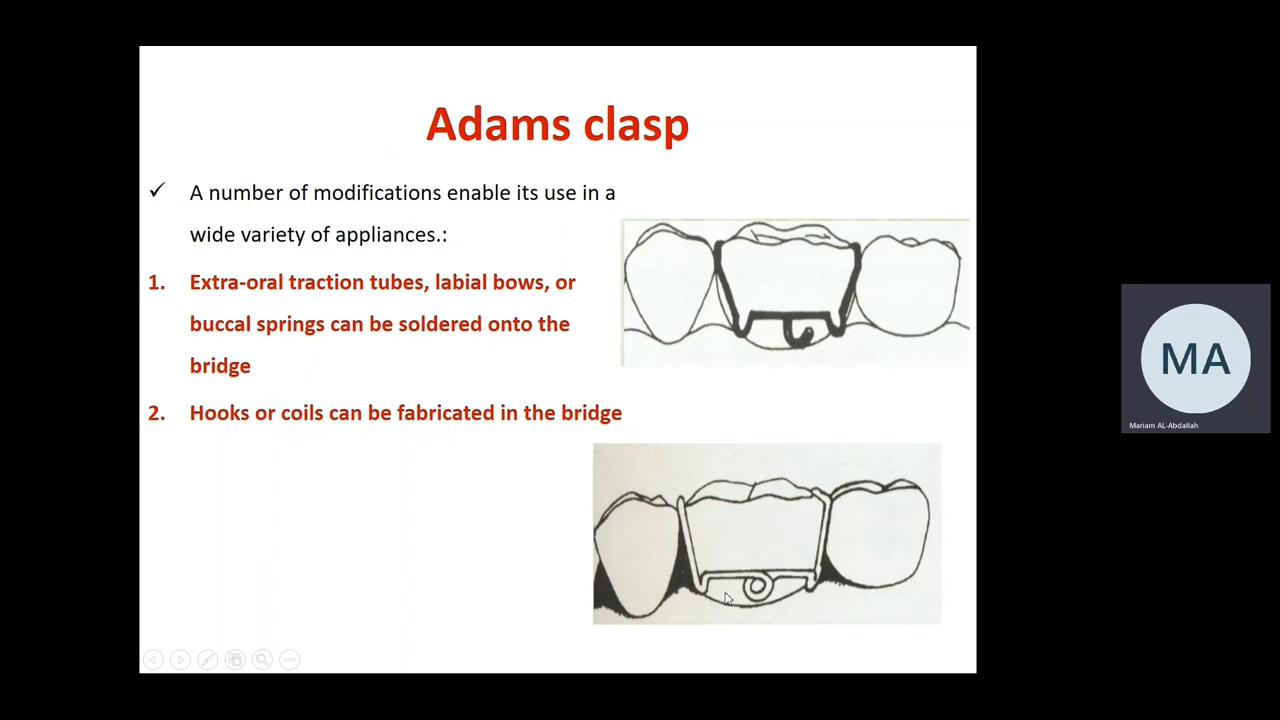 Adams clasp
✓ A number of modifications enable its use in a
wide variety of appliances.:
1. Extra-oral traction tubes, labial bows, or
buccal springs can be soldered onto the
bridge
2. Hooks or coils can be fabricated in the bridge
MA
Mariam AL-Abdallah